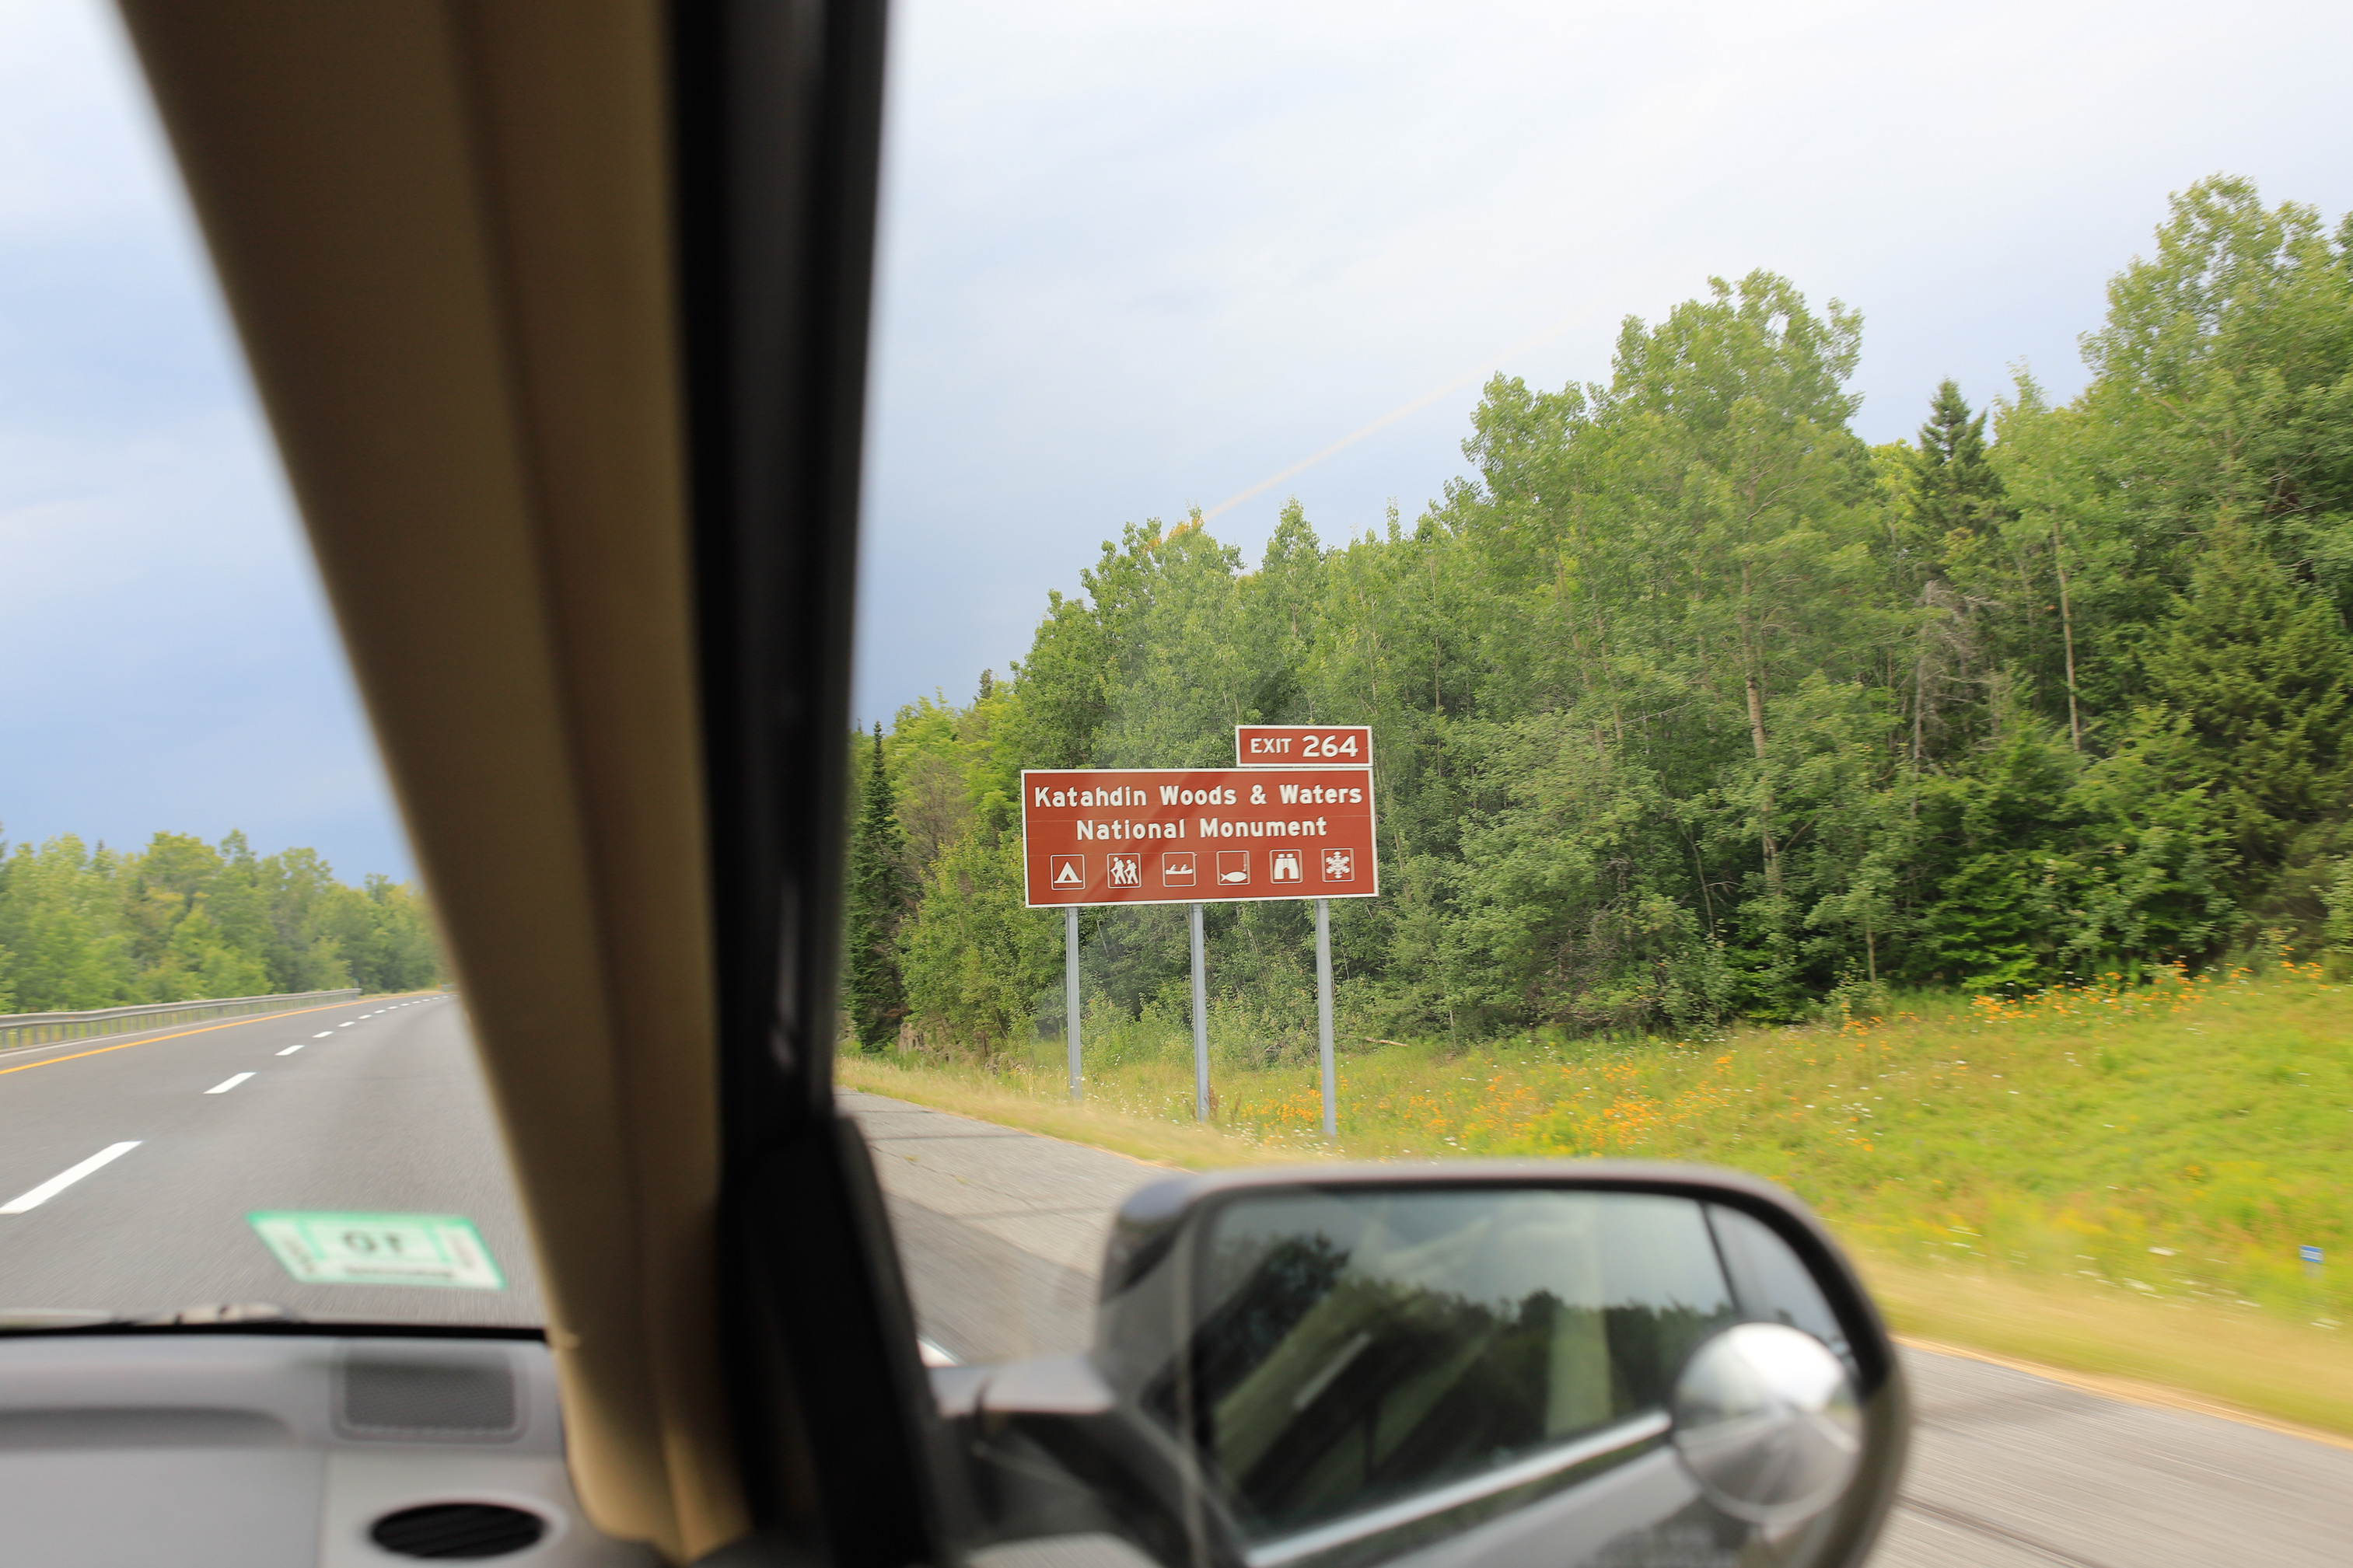 EXIT 264
Katahdin Woods & Waters
National Monument